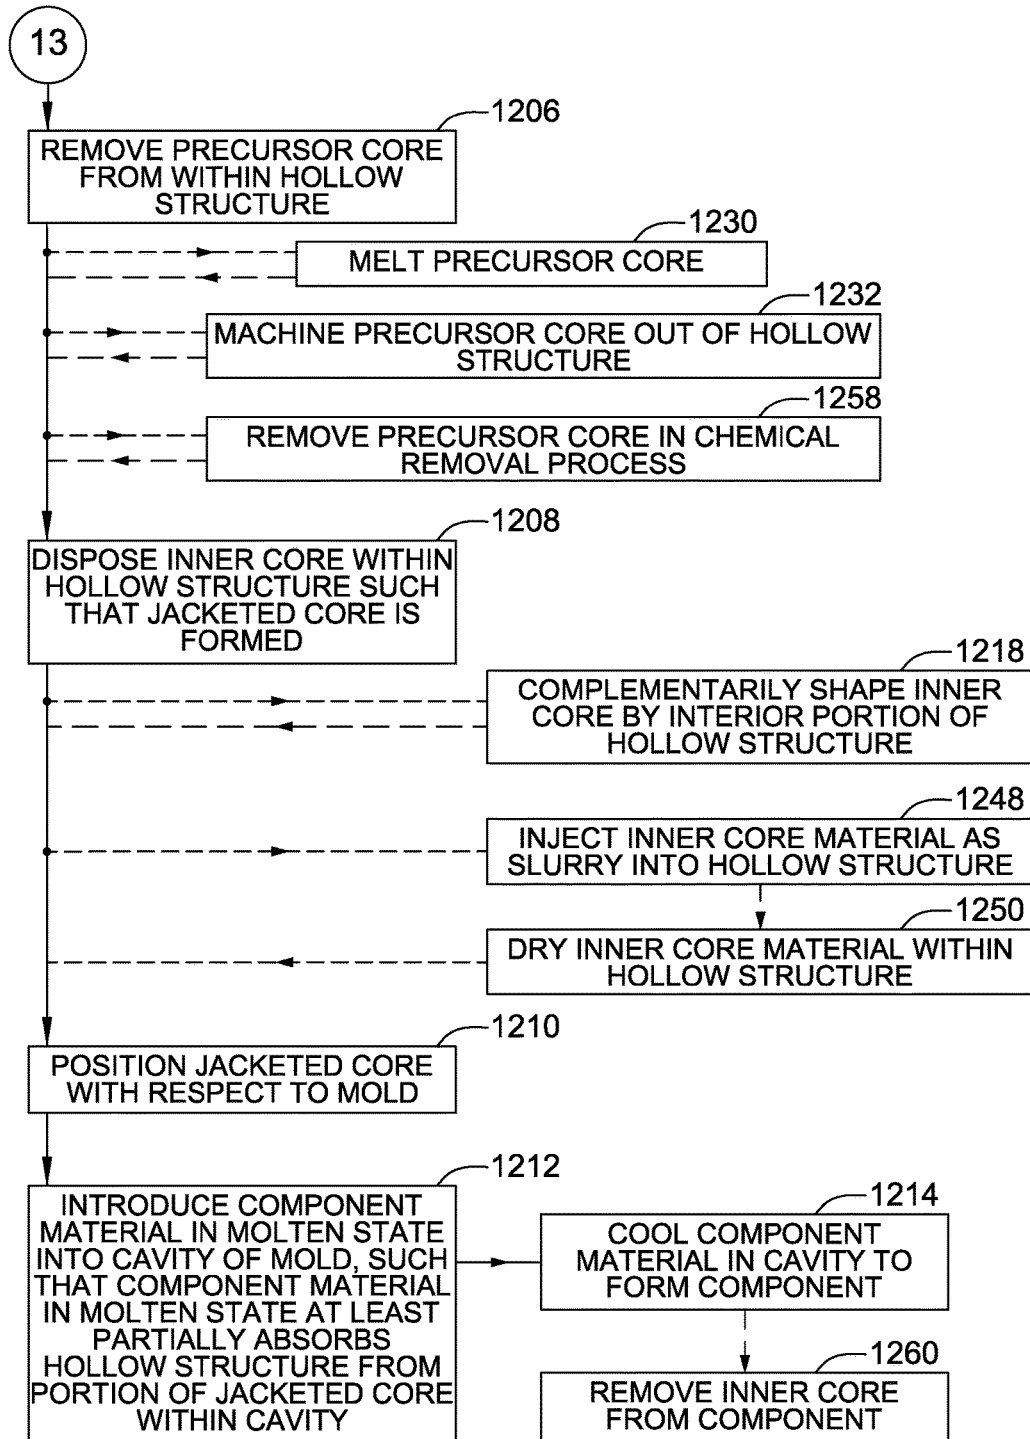 13
1206
REMOVE PRECURSOR CORE
FROM WITHIN HOLLOW
STRUCTURE
1230
MELT PRECURSOR CORE
1232
MACHINE PRECURSOR CORE OUT OF HOLLOW
STRUCTURE
1258
REMOVE PRECURSOR CORE IN CHEMICAL
REMOVAL PROCESS
1208
DISPOSE INNER CORE WITHIN
HOLLOW STRUCTURE SUCH
THAT JACKETED CORE IS
FORMED
1218
COMPLEMENTARILY SHAPE INNER
CORE BY INTERIOR PORTION OF
HOLLOW STRUCTURE
1248
INJECT INNER CORE MATERIAL AS
SLURRY INTO HOLLOW STRUCTURE
1250
DRY INNER CORE MATERIAL WITHIN
HOLLOW STRUCTURE
1210
POSITION JACKETED CORE
WITH RESPECT TO MOLD
1212
INTRODUCE COMPONENT
MATERIAL IN MOLTEN STATE
INTO CAVITY OF MOLD, SUCH
THAT COMPONENT MATERIAL
IN MOLTEN STATE AT LEAST
PARTIALLY ABSORBS
HOLLOW STRUCTURE FROM
PORTION OF JACKETED CORE
WITHIN CAVITY
1214
COOL COMPONENT
MATERIAL IN CAVITY TO
FORM COMPONENT
1260
REMOVE INNER CORE
FROM COMPONENT